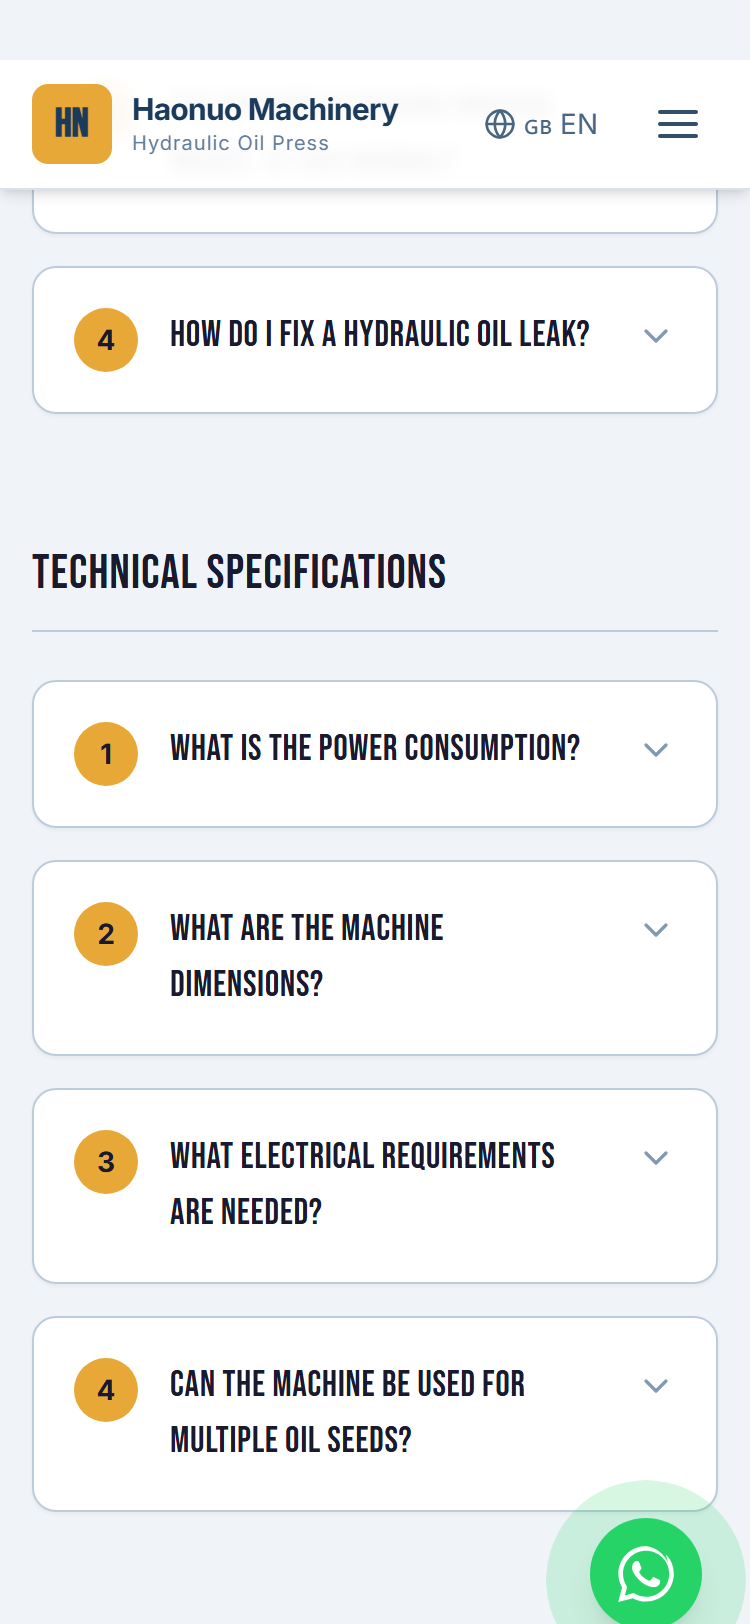 HN
Haonuo Machinery
Hydraulic Oil Press
GB EN
4
HOW DO I FIX A HYDRAULIC OIL LEAK?
TECHNICAL SPECIFICATIONS
1
WHAT IS THE POWER CONSUMPTION?
2
WHAT ARE THE MACHINE
DIMENSIONS?
3
WHAT ELECTRICAL REQUIREMENTS
ARE NEEDED?
4
CAN THE MACHINE BE USED FOR
MULTIPLE OIL SEEDS?